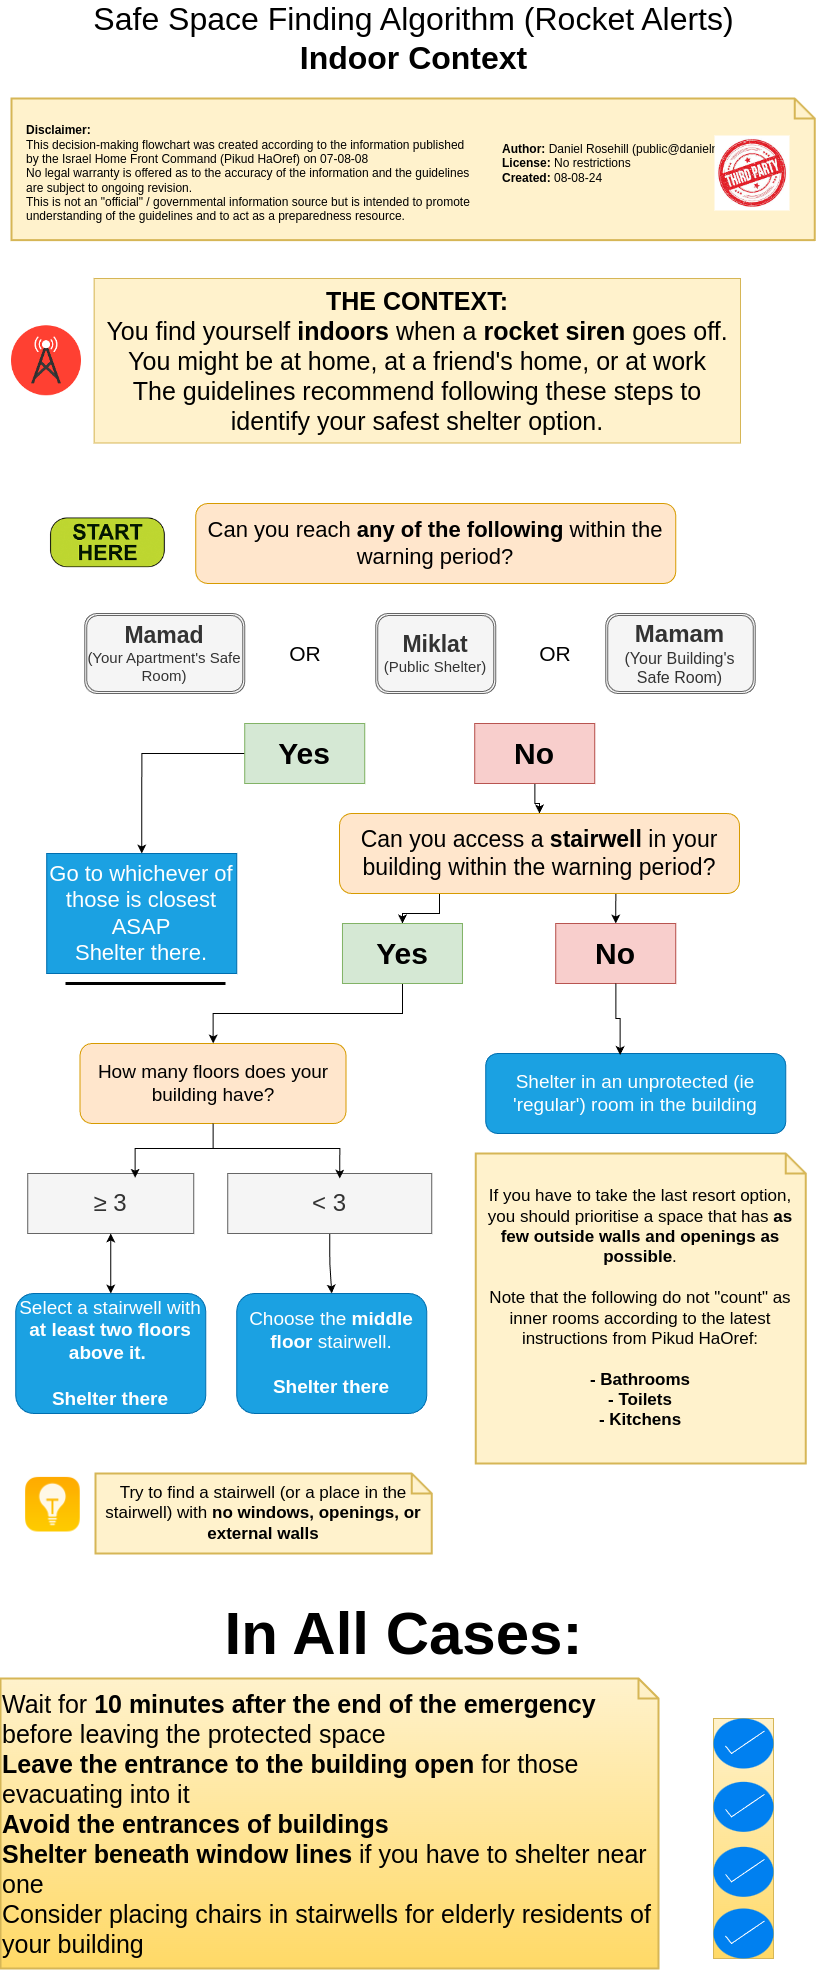 Safe Space Finding Algorithm (Rocket Alerts)
Indoor Context
Disclaimer:
This decision-making flowchart was created according to the information published
by the Israel Home Front Command (Pikud HaOref) on 07-08-08
No legal warranty is offered as to the accuracy of the information and the guidelines
are subject to ongoing revision.
This is not an "official" / governmental information source but is intended to promote
understanding of the guidelines and to act as a preparedness resource.
Author: Daniel Rosehill (public@danielr
License: No restrictions
Created: 08-08-24
THIRD PARTY
THE CONTEXT:
You find yourself indoors when a rocket siren goes off.
You might be at home, at a friend's home, or at work
The guidelines recommend following these steps to
identify your safest shelter option.
START
HERE
Can you reach any of the following within the
warning period?
Mamad
(Your Apartment's Safe
Room)
OR
Miklat
(Public Shelter)
OR
Mamam
(Your Building's
Safe Room)
Yes
No
Can you access a stairwell in your
building within the warning period?
Go to whichever of
those is closest
ASAP
Shelter there.
Yes
No
How many floors does your
building have?
Shelter in an unprotected (ie
'regular') room in the building
≥ 3
< 3
Select a stairwell with
at least two floors
above it.
Shelter there
Choose the middle
floor stairwell.
Shelter there
If you have to take the last resort option,
you should prioritise a space that has as
few outside walls and openings as
possible.
Note that the following do not "count" as
inner rooms according to the latest
instructions from Pikud HaOref:
- Bathrooms
- Toilets
- Kitchens
Try to find a stairwell (or a place in the
stairwell) with no windows, openings, or
external walls
In All Cases:
Wait for 10 minutes after the end of the emergency
before leaving the protected space
Leave the entrance to the building open for those
evacuating into it
Avoid the entrances of buildings
Shelter beneath window lines if you have to shelter near
one
Consider placing chairs in stairwells for elderly residents of
your building